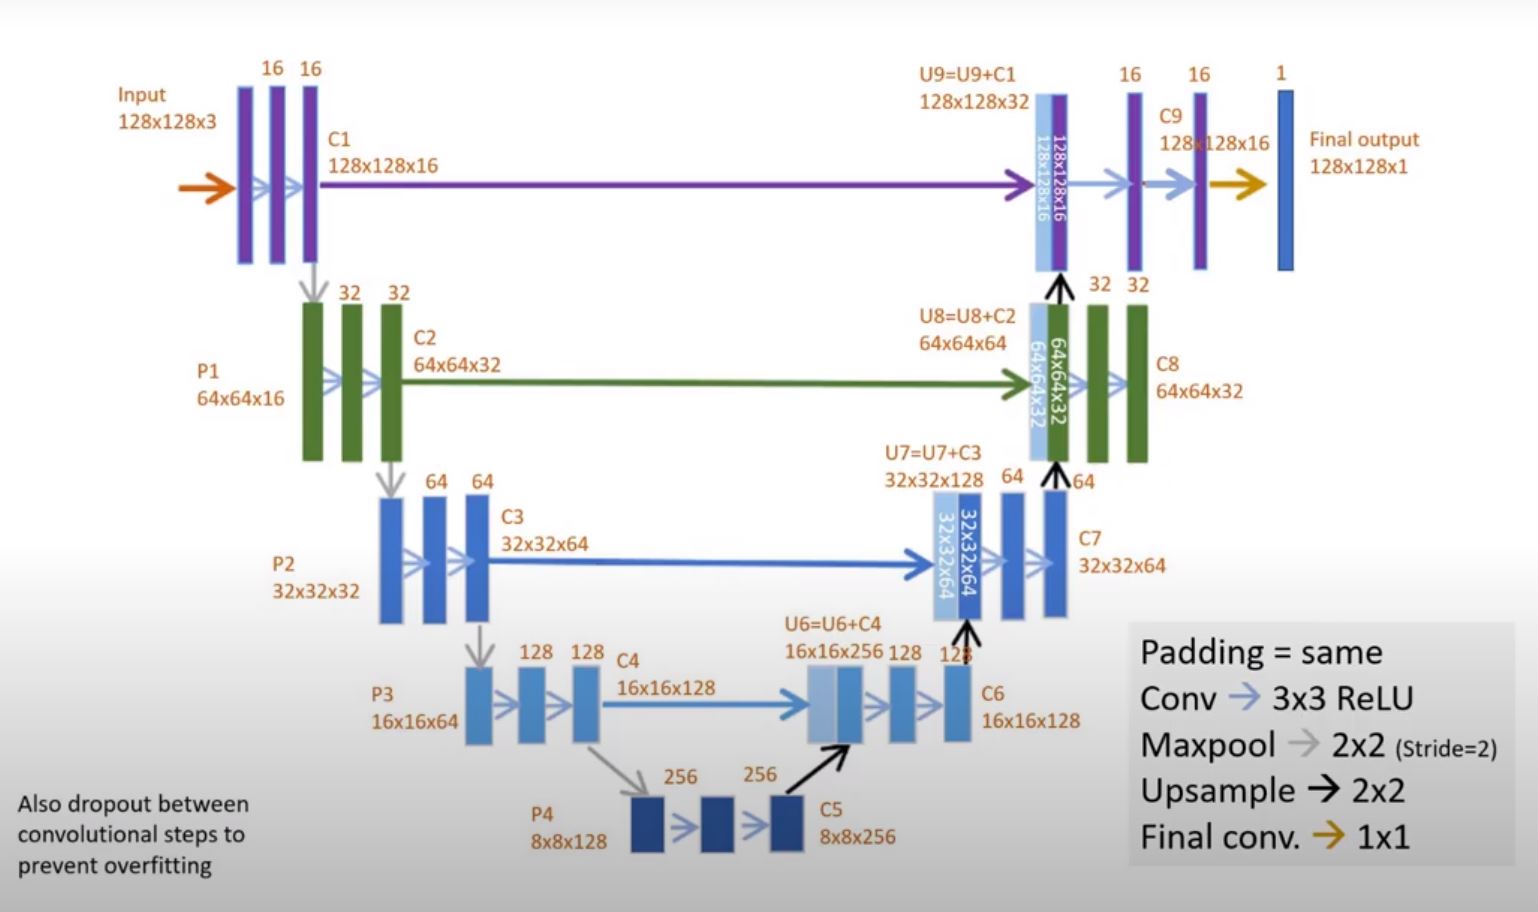 16 16
Input
128x128x3
C1
128x128x16
U9=U9+C1
128x128x32
128x128x16
128x128x16
16
16
C9
128x128x16
1
Final output
128x128x1
32
32
P1
64x64x16
C2
64x64x32
U8=U8+C2
64x64x64
64x64x32
64x64x32
32 32
C8
64x64x32
64
64
P2
32x32x32
C3
32x32x64
U7=U7+C3
32x32x128
32x32x64
32x32x64
64
64
C7
32x32x64
128
128
P3
16x16x64
C4
16x16x128
U6=U6+C4
16x16x256
128
128
C6
16x16x128
256
256
P4
8x8x128
C5
8x8x256
Also dropout between
convolutional steps to
prevent overfitting
Padding = same
Conv → 3x3 ReLU
Maxpool → 2x2 (Stride=2)
Upsample → 2x2
Final conv. → 1x1